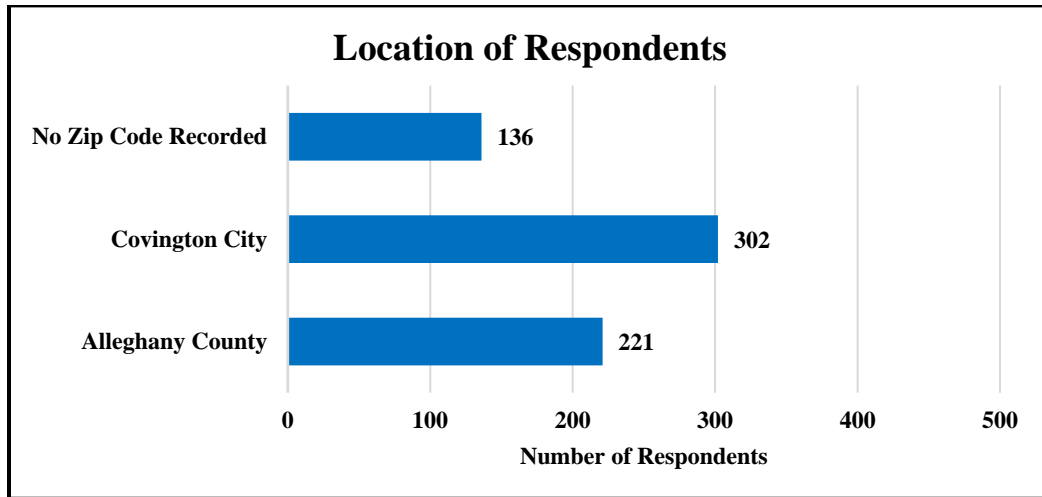 Location of Respondents
No Zip Code Recorded
136
Covington City
302
Alleghany County
221
0 100 200 300 400 500
Number of Respondents